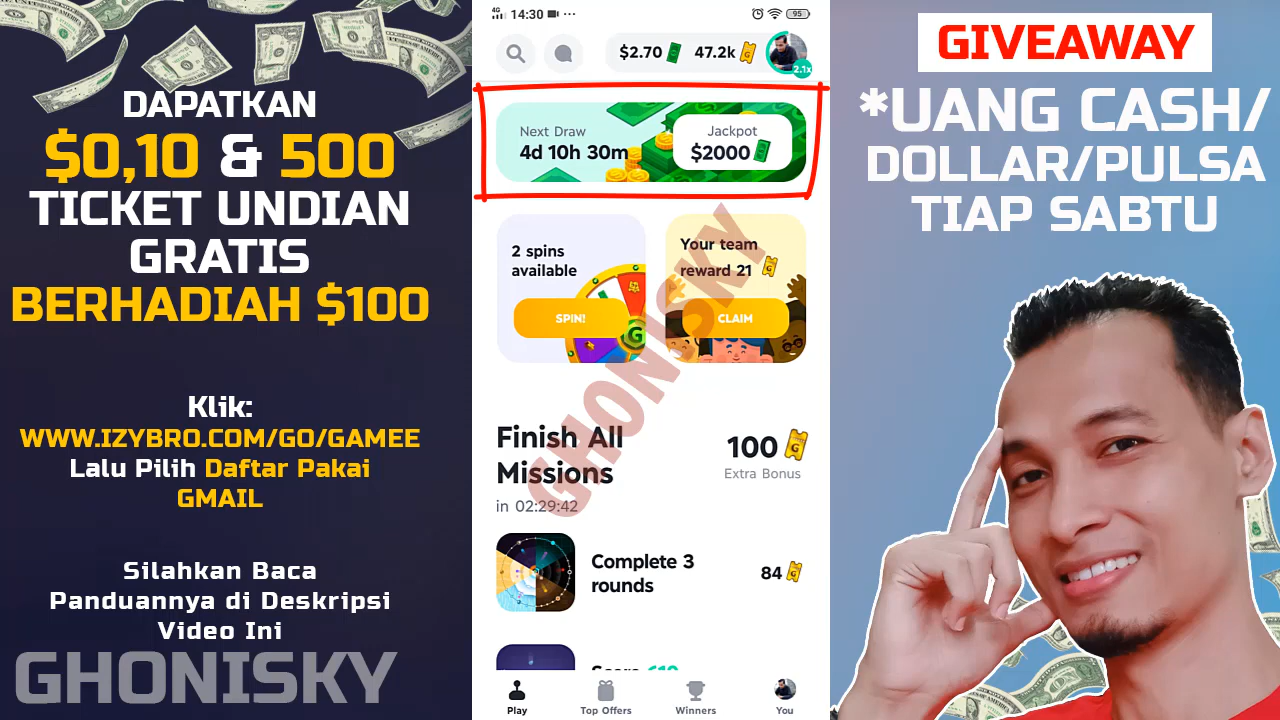 DAPATKAN
$0,10 & 500
TICKET UNDIAN
GRATIS
BERHADIAH $100
Klik:
WWW.IZYBRO.COM/GO/GAMEE
Lalu Pilih Daftar Pakai
GMAIL
Silahkan Baca
Panduannya di Deskripsi
Video Ini
GHONISKY
4G 14:30 95
$2.70 47.2k
2.1x
Next Draw
4d 10h 30m
Jackpot
$2000
2 spins
available
SPIN!
G
Your team
reward 21
CLAIM
GHONISKY
Finish All
Missions
in 02:29:42
100
Extra Bonus
Complete 3
rounds
84
Play
Top Offers
Winners
You
GIVEAWAY
*UANG CASH/
DOLLAR/PULSA
TIAP SABTU